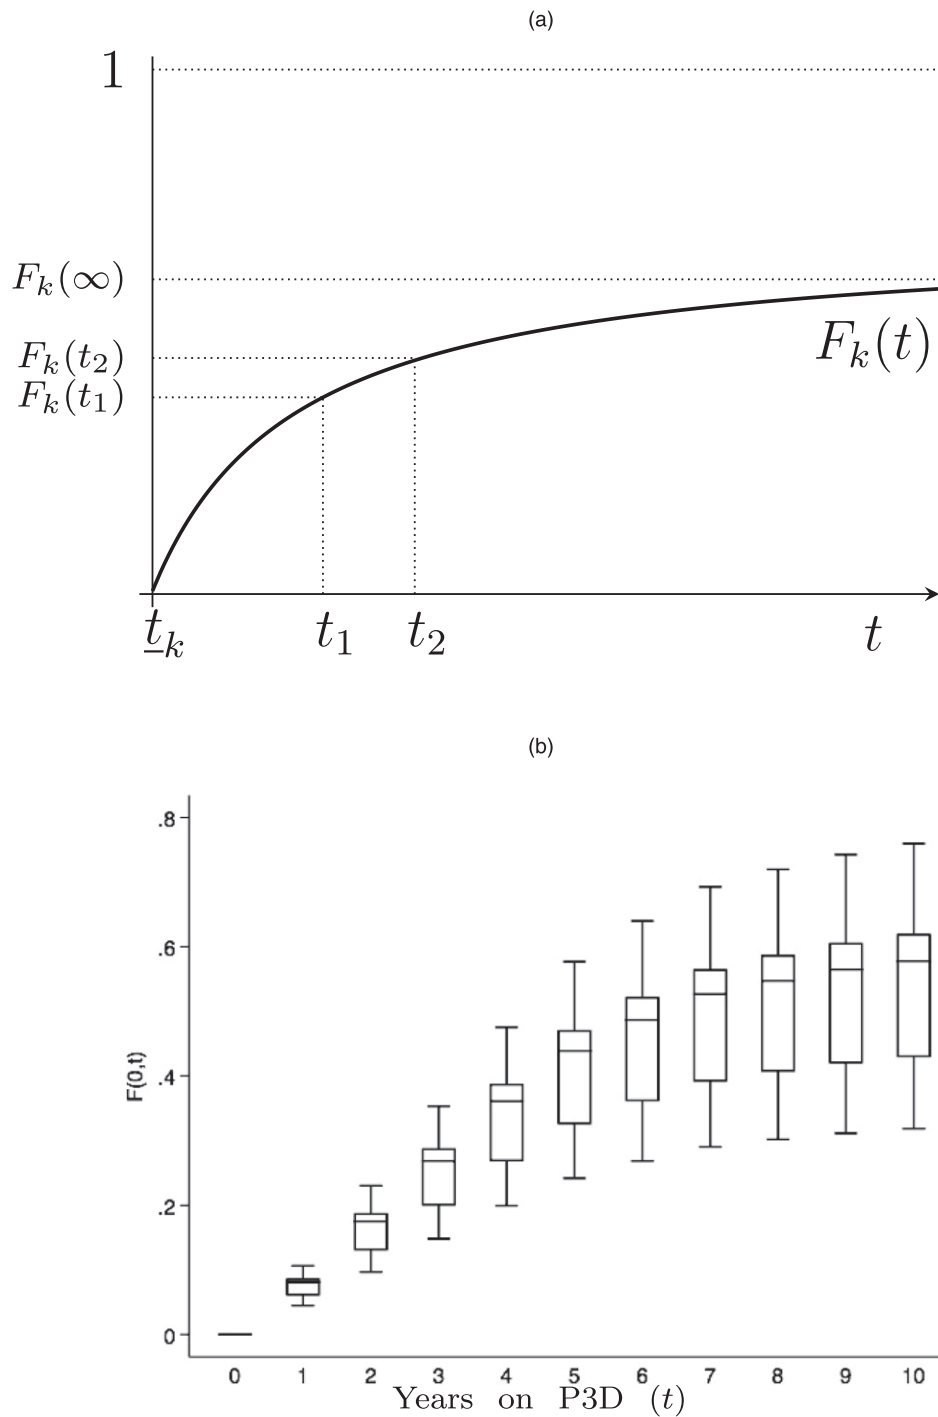 (a)
1
F_k(∞)
F_k(t_2)
F_k(t_1)
F_k(t)
t_k t_1 t_2 t
(b)
.8
.6
.4
.2
0
F(0,t)
0 1 2 3 4 5 6 7 8 9 10
Years on P3D (t)